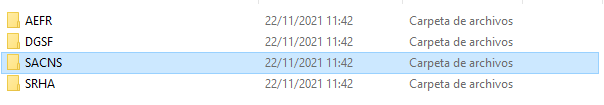 AEFR 22/11/2021 11:42 Carpeta de archivos
DGSF 22/11/2021 11:42 Carpeta de archivos
SACNS 22/11/2021 11:42 Carpeta de archivos
SRHA 22/11/2021 11:42 Carpeta de archivos